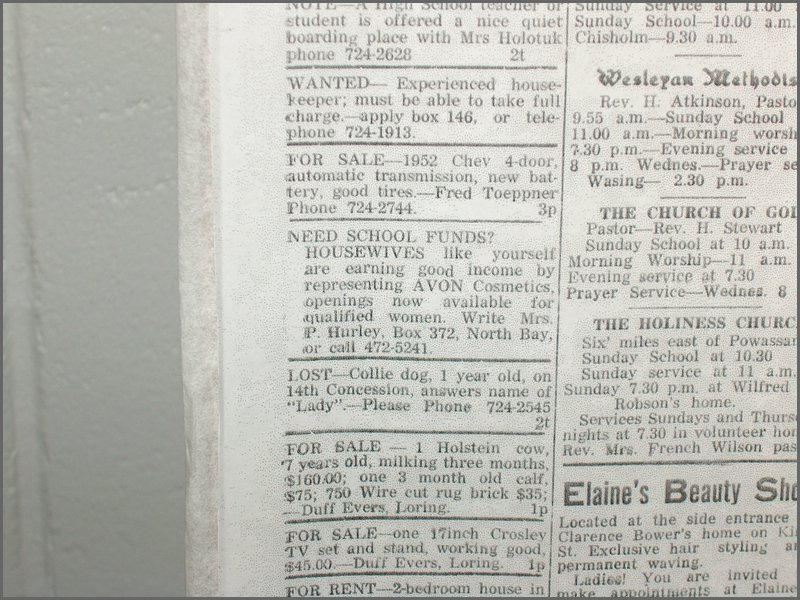 NOTE—A High School teacher or
student is offered a nice quiet
boarding place with Mrs Holotuk
phone 724-2628 2t
WANTED— Experienced house-
keeper; must be able to take full
charge.—apply box 146, or tele-
phone 724-1913.
FOR SALE—1952 Chev 4-door,
automatic transmission, new bat-
tery, good tires.—Fred Toeppner
Phone 724-2744. 3p
NEED SCHOOL FUNDS?
HOUSEWIVES like yourself
are earning good income by
representing AVON Cosmetics,
openings now available for
qualified women. Write Mrs.
P. Hurley, Box 372, North Bay,
or call 472-5241.
LOST—Collie dog, 1 year old, on
14th Concession, answers name of
"Lady".—Please Phone 724-2545
2t
FOR SALE — 1 Holstein cow,
7 years old, milking three months,
$160.00; one 3 month old calf,
$75; 750 Wire cut rug brick $35;
—Duff Evers, Loring. 1p
FOR SALE—one 17inch Crosley
TV set and stand, working good,
$45.00.—Duff Evers, Loring. 1p
FOR RENT—2-bedroom house in
Sunday Service at 11.00
Sunday School—10.00 a.m.
Chisholm—9.30 a.m.
Wesleyan Methodis
Rev. H. Atkinson, Pasto
9.55 a.m.—Sunday School
11.00 a.m.—Morning worsh
7.30 p.m.—Evening service
8 p.m. Wednes.—Prayer se
Wasing— 2.30 p.m.
THE CHURCH OF GOD
Pastor—Rev. H. Stewart
Sunday School at 10 a.m.
Morning Worship—11 a.m.
Evening service at 7.30
Prayer Service—Wednes. 8
THE HOLINESS CHURC
Six' miles east of Powassan
Sunday School at 10.30
Sunday service at 11 a.m.
Sunday 7.30 p.m. at Wilfred
Robson's home.
Services Sundays and Thurs
nights at 7.30 in volunteer hom
Rev. Mrs. French Wilson pas
Elaine's Beauty Sho
Located at the side entrance
Clarence Bower's home on Ki
St. Exclusive hair styling an
permanent waving.
Ladies! You are invited
make appointments at Elaine